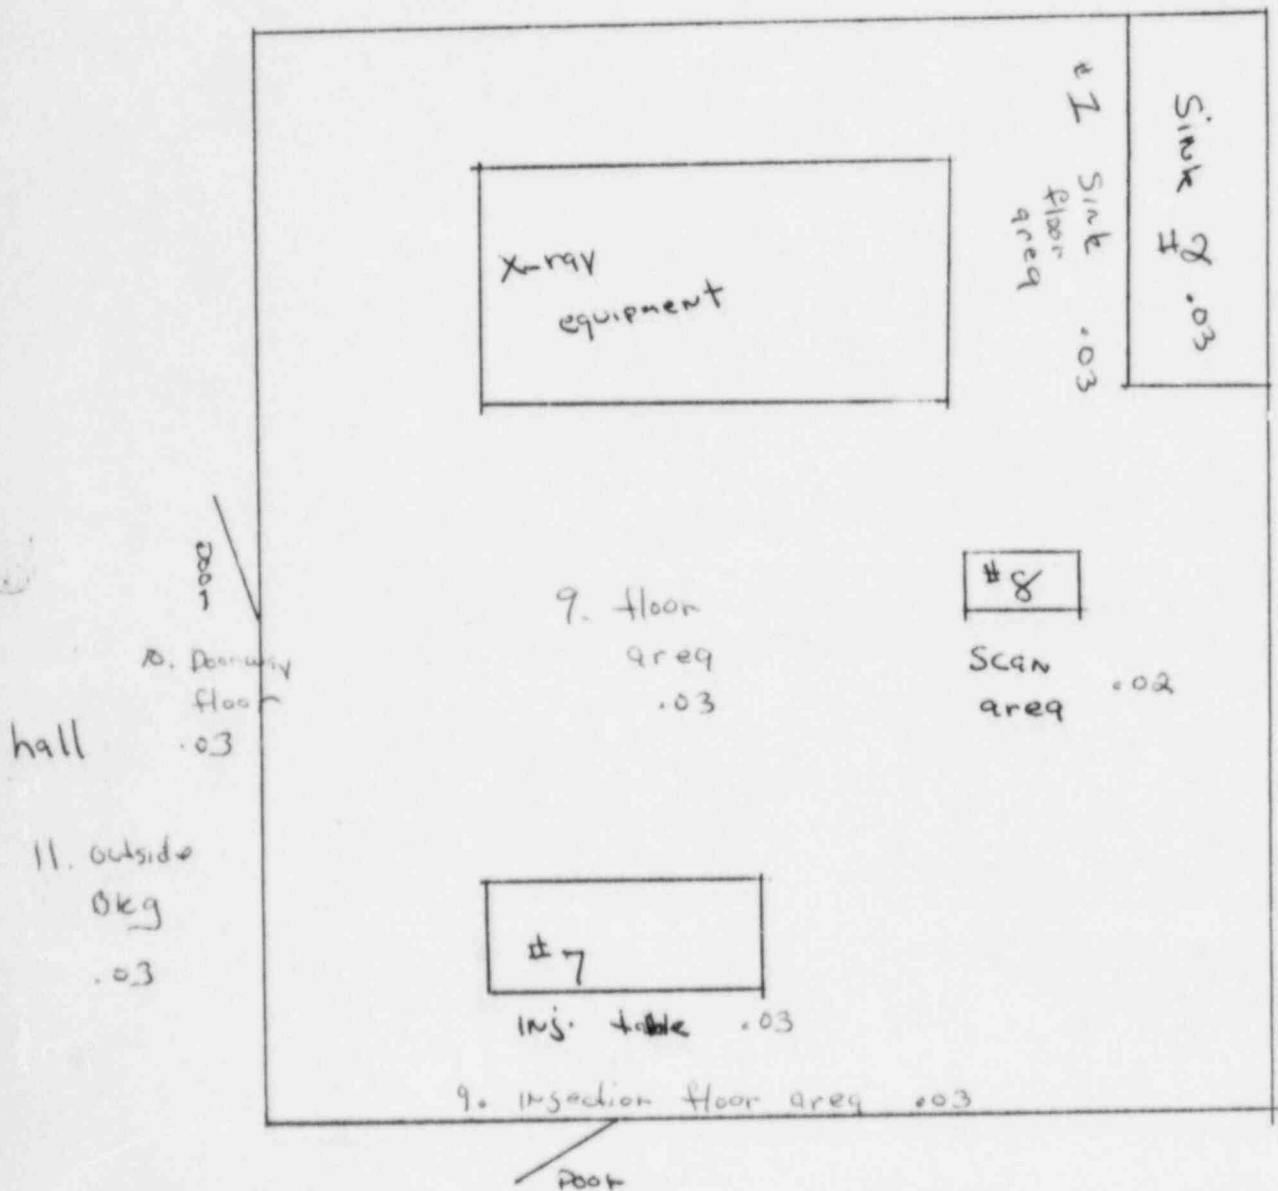 # 1 Sink
floor
area
.03
Sink #2 .03
X-ray
equipment
Door
9. floor
area
.03
#8
Scan
area .02
10. Doorway
floor
.03
hall
11. outside
Bkg
.03
#7
Inj. table .03
9. Injection floor area .03
Door